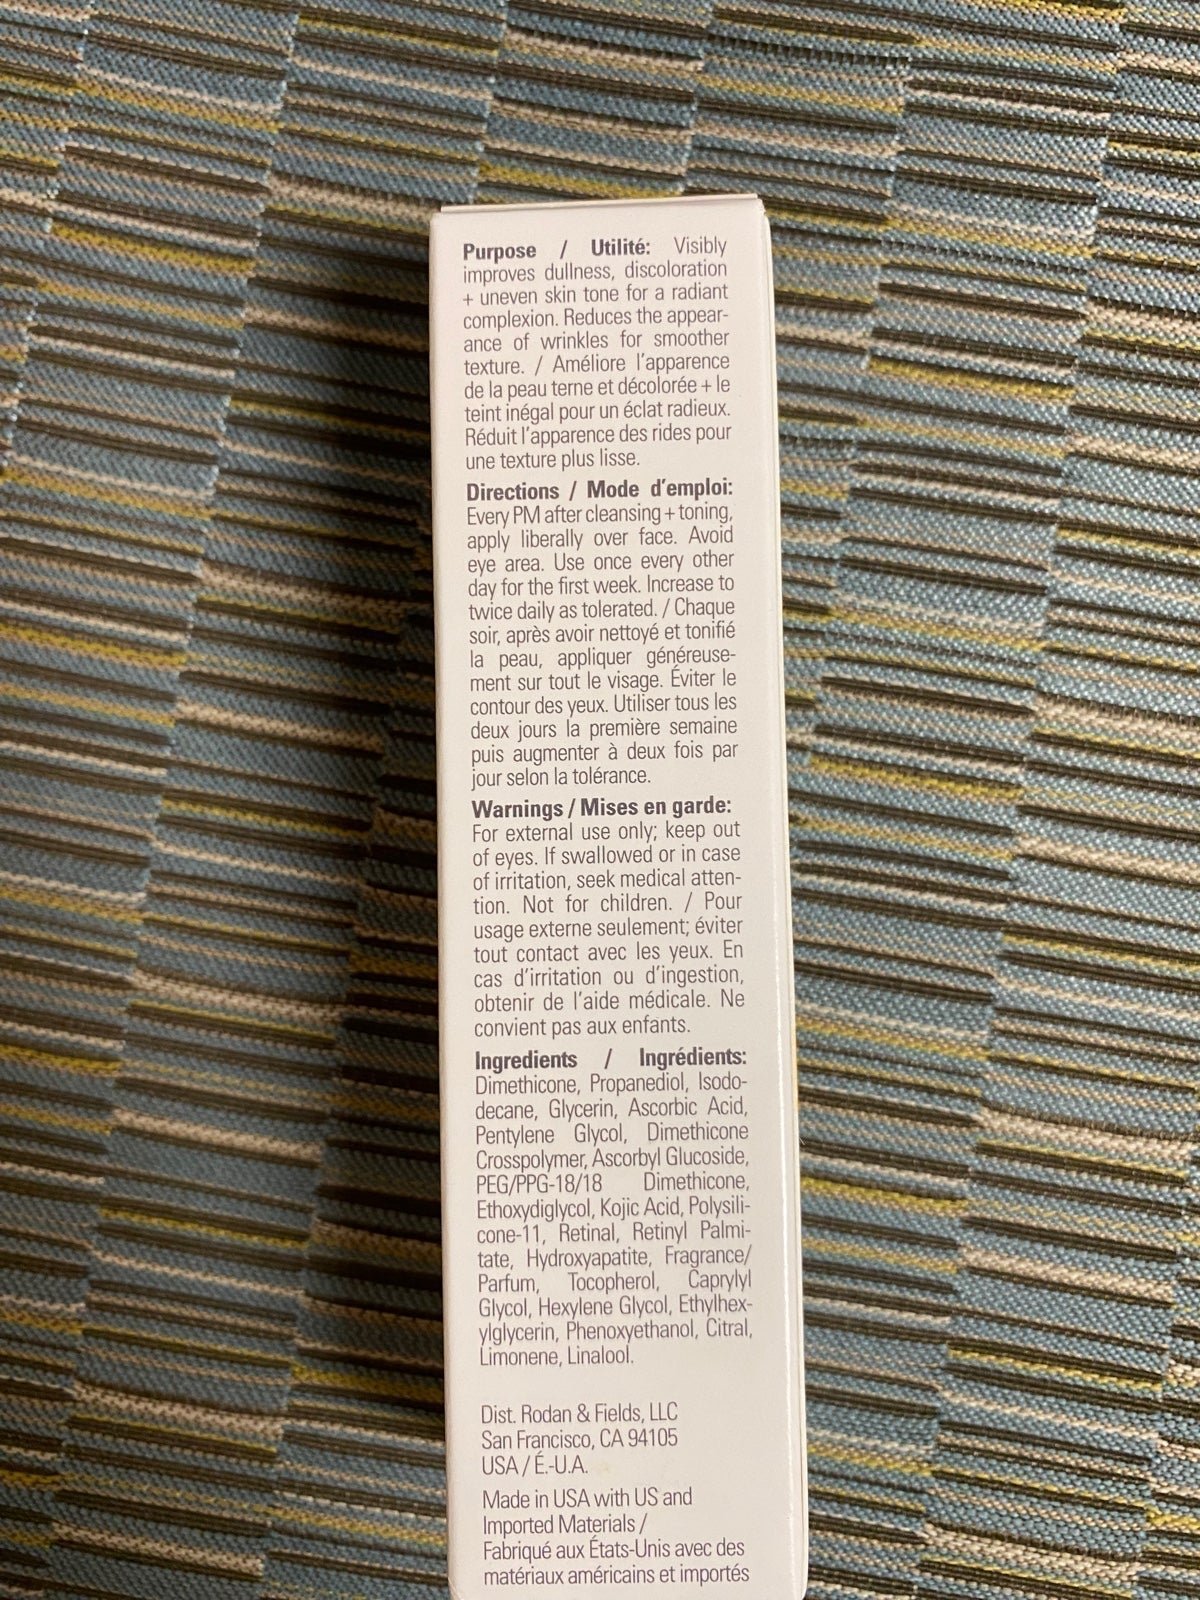 Purpose / Utilité: Visibly
improves dullness, discoloration
+ uneven skin tone for a radiant
complexion. Reduces the appear-
ance of wrinkles for smoother
texture. / Améliore l'apparence
de la peau terne et décolorée + le
teint inégal pour un éclat radieux.
Réduit l'apparence des rides pour
une texture plus lisse.
Directions / Mode d'emploi:
Every PM after cleansing + toning,
apply liberally over face. Avoid
eye area. Use once every other
day for the first week. Increase to
twice daily as tolerated. / Chaque
soir, après avoir nettoyé et tonifié
la peau, appliquer généreuse-
ment sur tout le visage. Éviter le
contour des yeux. Utiliser tous les
deux jours la première semaine
puis augmenter à deux fois par
jour selon la tolérance.
Warnings / Mises en garde:
For external use only; keep out
of eyes. If swallowed or in case
of irritation, seek medical atten-
tion. Not for children. / Pour
usage externe seulement; éviter
tout contact avec les yeux. En
cas d'irritation ou d'ingestion,
obtenir de l'aide médicale. Ne
convient pas aux enfants.
Ingredients / Ingrédients:
Dimethicone, Propanediol, Isodo-
decane, Glycerin, Ascorbic Acid,
Pentylene Glycol, Dimethicone
Crosspolymer, Ascorbyl Glucoside,
PEG/PPG-18/18 Dimethicone,
Ethoxydiglycol, Kojic Acid, Polysili-
cone-11, Retinal, Retinyl Palmi-
tate, Hydroxyapatite, Fragrance/
Parfum, Tocopherol, Caprylyl
Glycol, Hexylene Glycol, Ethylhex-
ylglycerin, Phenoxyethanol, Citral,
Limonene, Linalool.
Dist. Rodan & Fields, LLC
San Francisco, CA 94105
USA / É.-U.A.
Made in USA with US and
Imported Materials /
Fabriqué aux États-Unis avec des
matériaux américains et importés